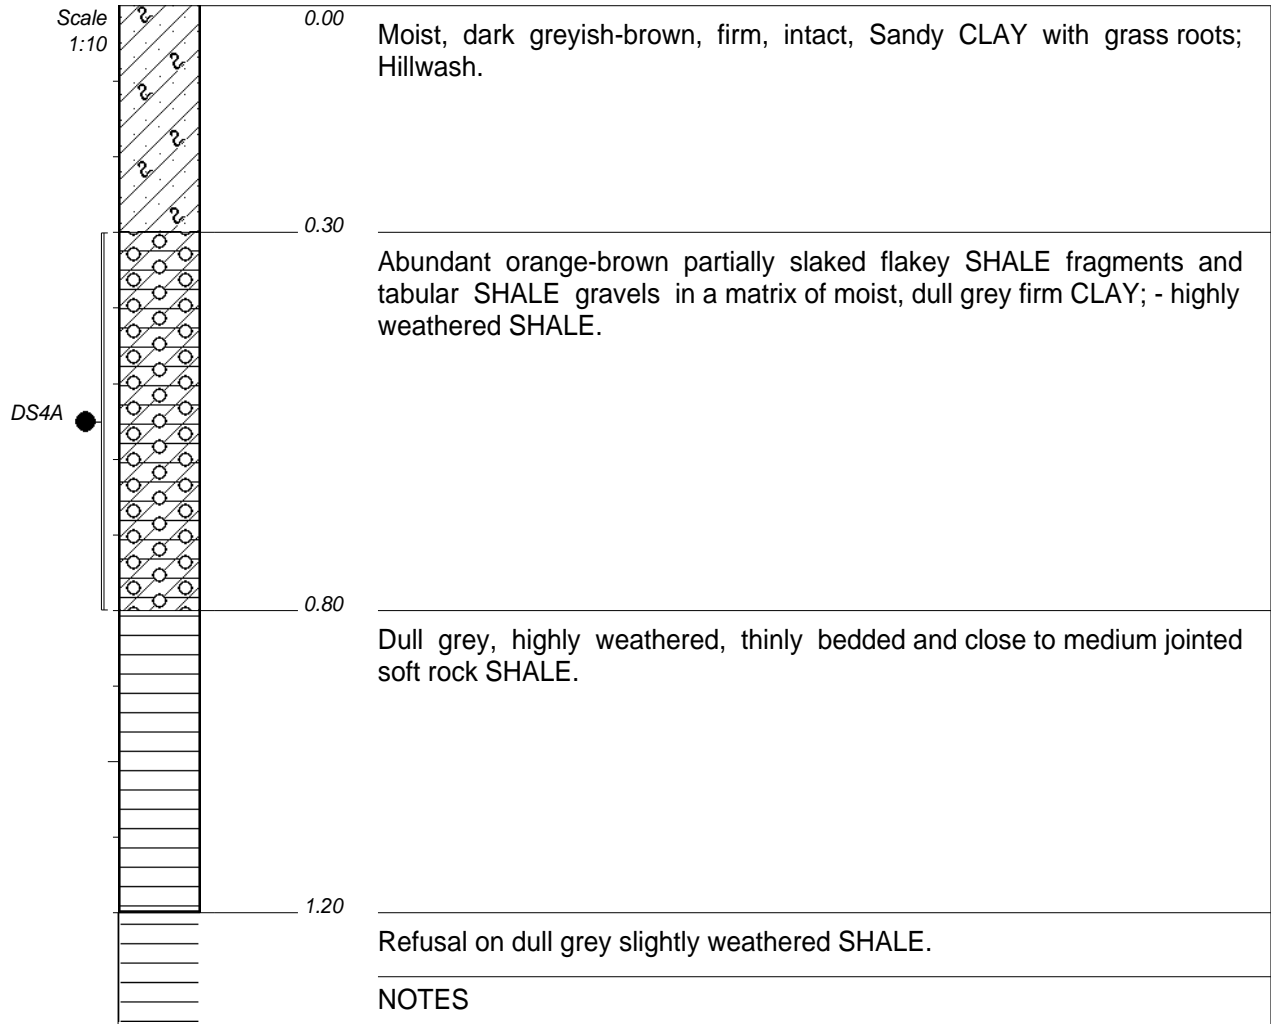 Scale
1:10
0.00
Moist, dark greyish-brown, firm, intact, Sandy CLAY with grass roots;
Hillwash.
0.30
Abundant orange-brown partially slaked flakey SHALE fragments and
tabular SHALE gravels in a matrix of moist, dull grey firm CLAY; - highly
weathered SHALE.
DS4A
0.80
Dull grey, highly weathered, thinly bedded and close to medium jointed
soft rock SHALE.
1.20
Refusal on dull grey slightly weathered SHALE.
NOTES